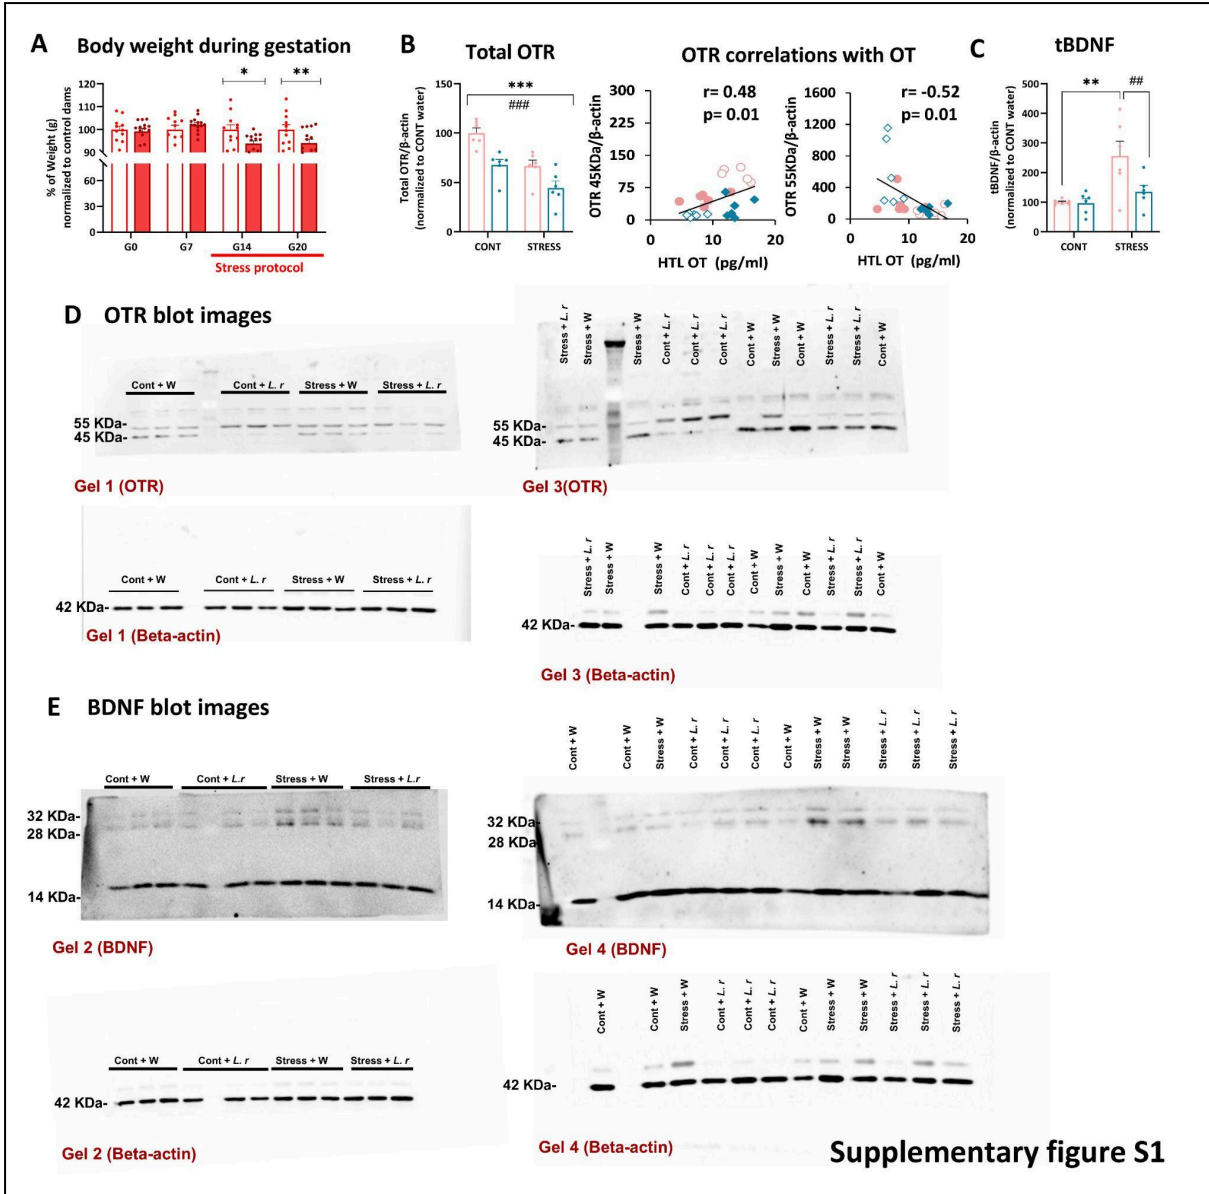 A Body weight during gestation
% of Weight (g)
normalized to control dams
120
100
90
60
30
0
* **
G0 G7 G14 G20
Stress protocol
B Total OTR
Total OTR/β-actin
(normalized to CONT water)
150
100
50
0
***
###
CONT STRESS
OTR correlations with OT
OTR 45KDa/β-actin
300
225
150
75
0
r= 0.48
p= 0.01
0 10 20
HTL OT (pg/ml)
OTR 55KDa/β-actin
1600
1200
800
400
0
r= -0.52
p= 0.01
0 10 20
HTL OT (pg/ml)
C tBDNF
tBDNF/β-actin
(normalized to CONT water)
500
400
300
200
100
0
** ##
CONT STRESS
D OTR blot images
Cont + W Cont + L. r Stress + W Stress + L. r
55 KDa-
45 KDa-
Gel 1 (OTR)
Stress + L. r
Stress + W
Stress + W
Cont + L. r
Cont + L. r
Cont + L. r
Cont + W
Stress + W
Cont + W
Stress + L. r
Stress + L. r
Cont + W
55 KDa-
45 KDa-
Gel 3(OTR)
Cont + W Cont + L. r Stress + W Stress + L. r
42 KDa-
Gel 1 (Beta-actin)
Stress + L. r
Stress + W
Stress + W
Cont + L. r
Cont + L. r
Cont + L. r
Cont + W
Stress + W
Cont + W
Stress + L. r
Stress + L. r
Cont + W
42 KDa-
Gel 3 (Beta-actin)
E BDNF blot images
Cont + W Cont + L.r Stress + W Stress + L.r
32 KDa-
28 KDa-
14 KDa-
Gel 2 (BDNF)
Cont + W
Cont + W
Stress + W
Cont + L. r
Cont + L. r
Cont + L. r
Cont + W
Stress + W
Stress + W
Stress + L. r
Stress + L. r
Stress + L. r
32 KDa-
28 KDa-
14 KDa-
Gel 4 (BDNF)
Cont + W Cont + L. r Stress + W Stress + L. r
42 KDa-
Gel 2 (Beta-actin)
Cont + W
Cont + W
Stress + W
Cont + L. r
Cont + L. r
Cont + L. r
Cont + W
Stress + W
Stress + W
Stress + L. r
Stress + L. r
Stress + L. r
42 KDa-
Gel 4 (Beta-actin)
Supplementary figure S1